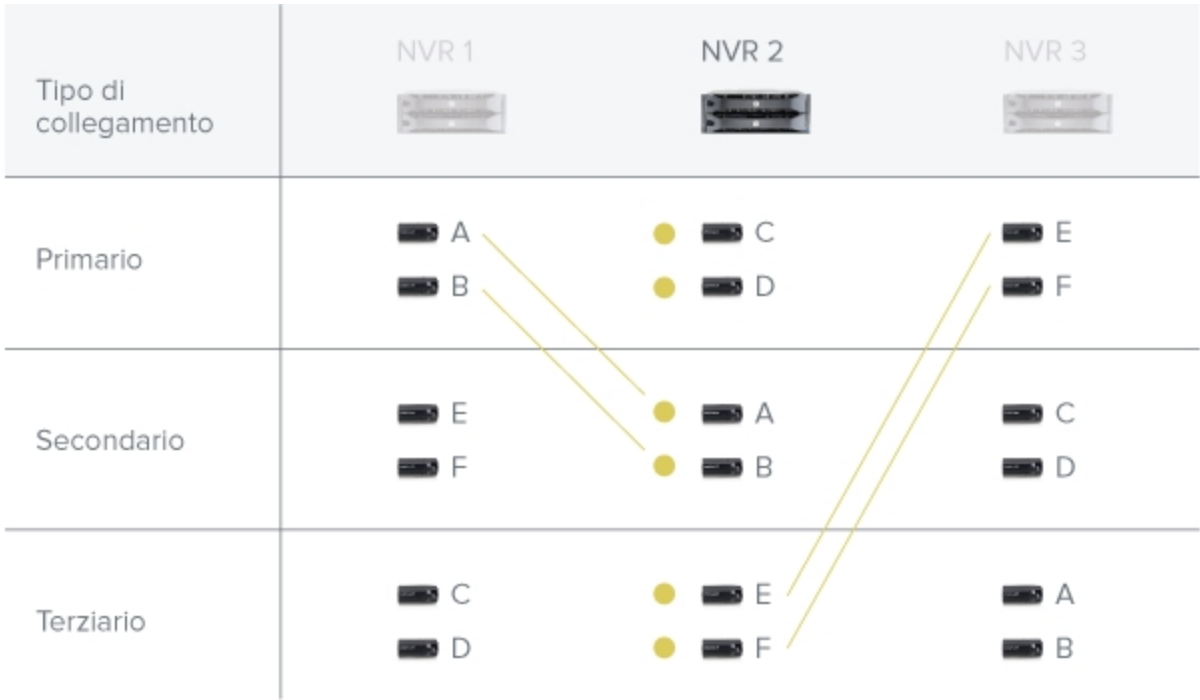 NVR 1
NVR 2
NVR 3
Tipo di
collegamento
Primario
A
C
E
B
D
F
Secondario
E
A
C
F
B
D
Terziario
C
E
A
D
F
B